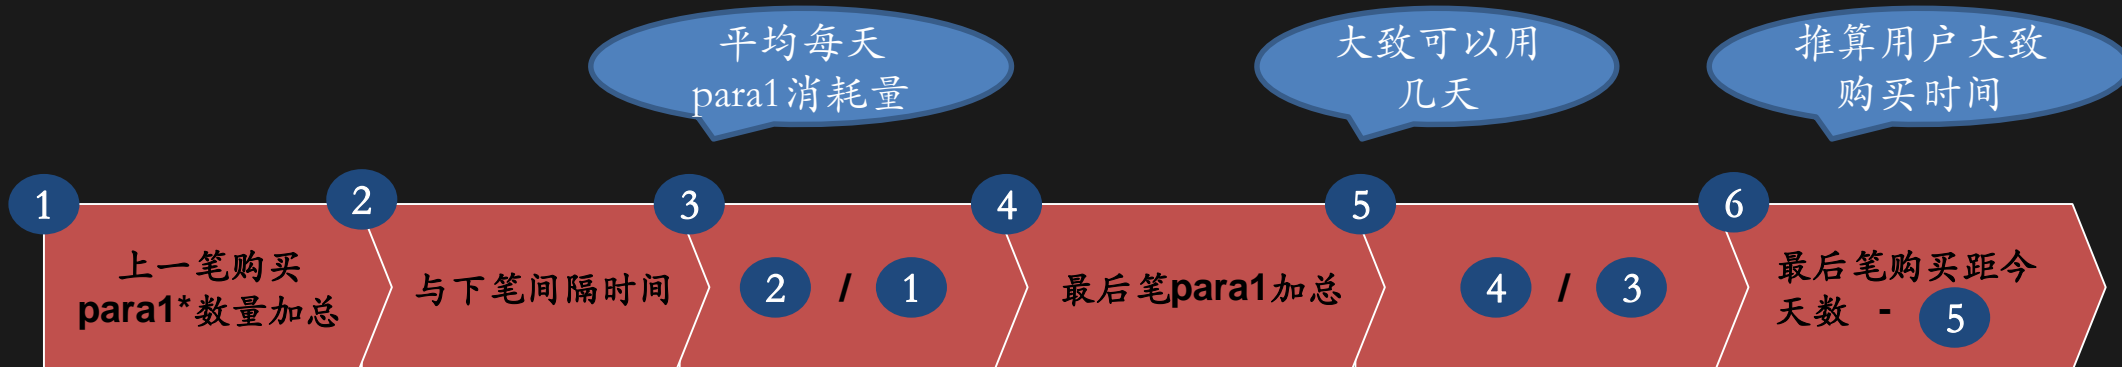 平均每天
para1消耗量
大致可以用
几天
推算用户大致
购买时间
1
2
3
4
5
6
上一笔购买
para1*数量加总
与下笔间隔时间
2 / 1
最后笔para1加总
4 / 3
最后笔购买距今
天数 - 5